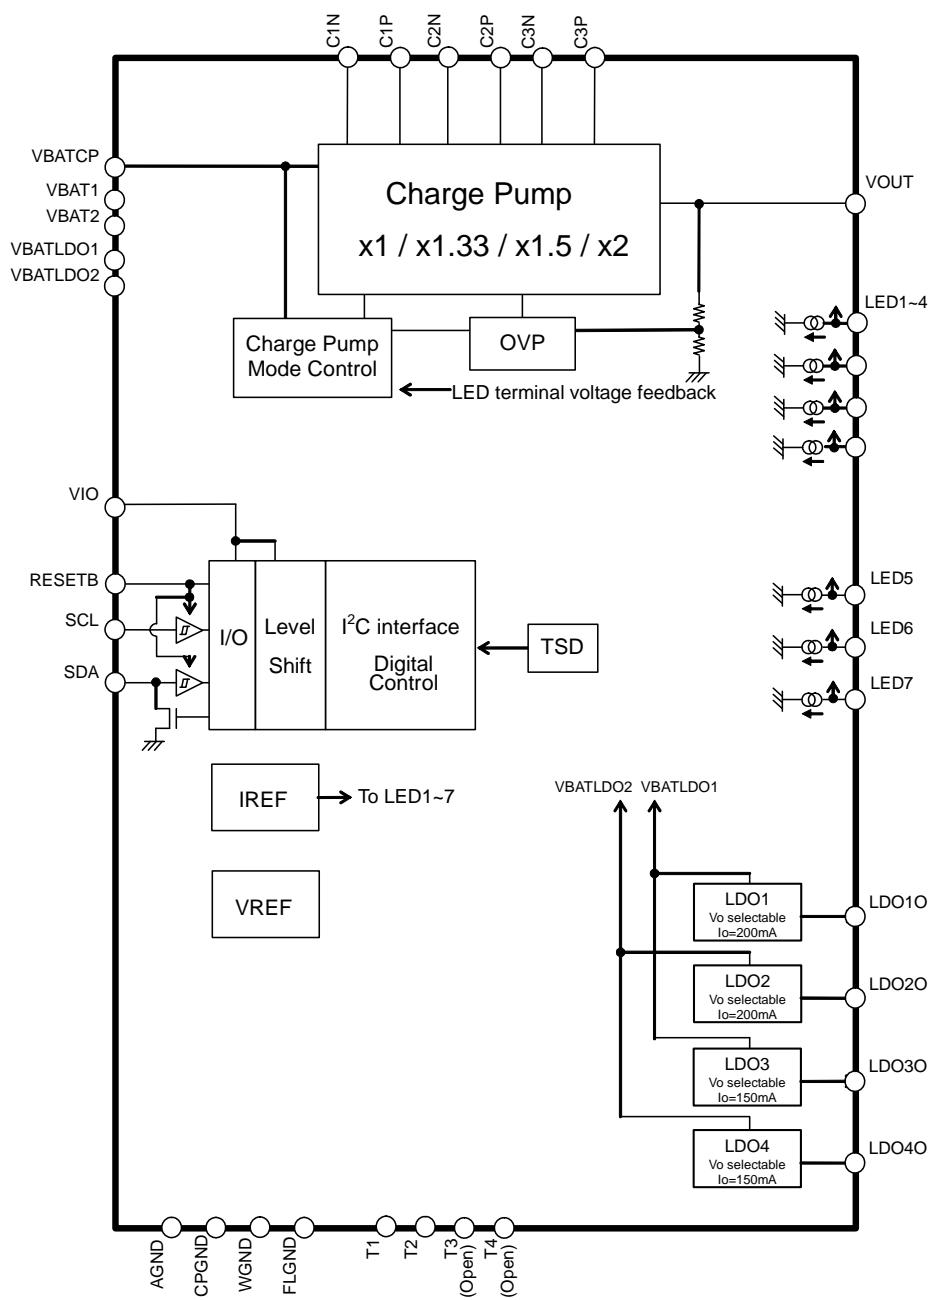 C1N
C1P
C2N
C2P
C3N
C3P
VBATCP
VBAT1
VBAT2
VBATLDO1
VBATLDO2
Charge Pump
x1 / x1.33 / x1.5 / x2
VOUT
LED1~4
Charge Pump
Mode Control
OVP
LED terminal voltage feedback
VIO
RESETB
SCL
SDA
I/O
Level
Shift
I²C interface
Digital
Control
TSD
LED5
LED6
LED7
IREF
To LED1~7
VREF
VBATLDO2
VBATLDO1
LDO1
Vo selectable
Io=200mA
LDO1O
LDO2
Vo selectable
Io=200mA
LDO2O
LDO3
Vo selectable
Io=150mA
LDO3O
LDO4
Vo selectable
Io=150mA
LDO4O
AGND
CPGND
WGND
FLGND
T1
T2
T3
(Open)
T4
(Open)